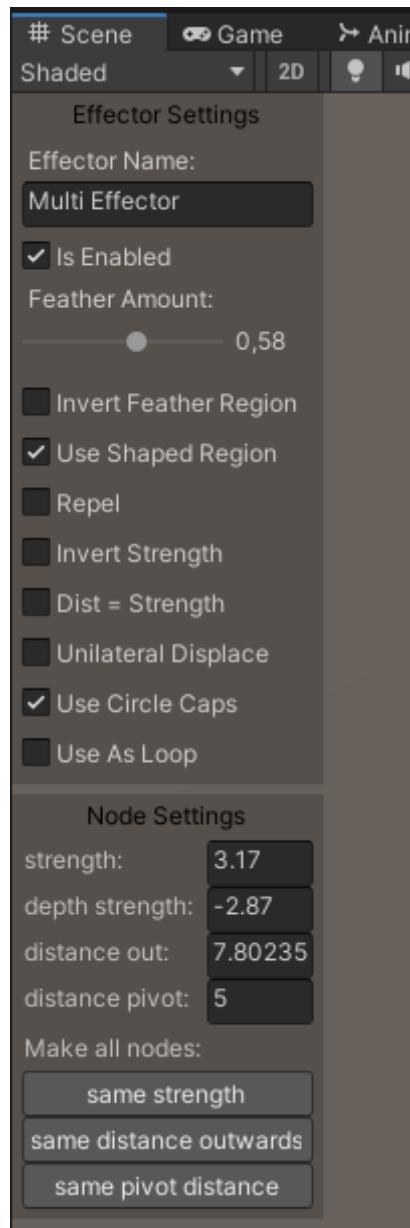 Scene Game Ani
Shaded 2D
Effector Settings
Effector Name:
Multi Effector
Is Enabled
Feather Amount:
0,58
Invert Feather Region
Use Shaped Region
Repel
Invert Strength
Dist = Strength
Unilateral Displace
Use Circle Caps
Use As Loop
Node Settings
strength: 3.17
depth strength: -2.87
distance out: 7.80235
distance pivot: 5
Make all nodes:
same strength
same distance outwards
same pivot distance